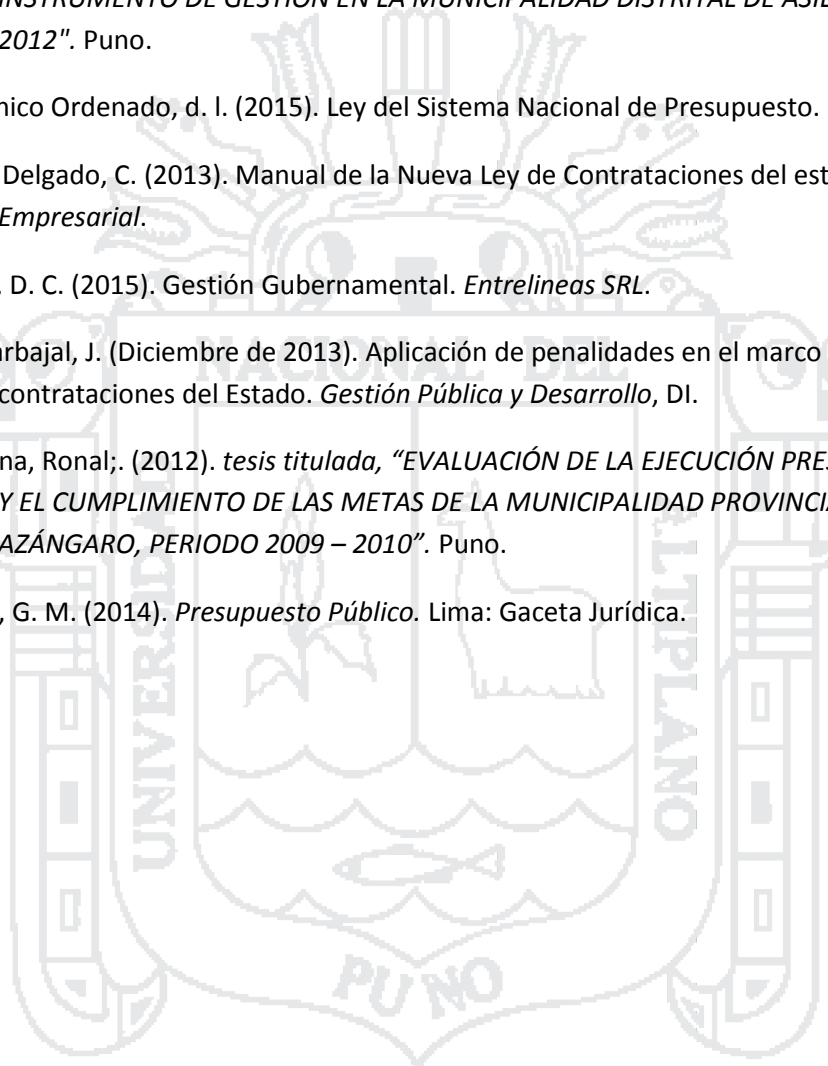 INSTRUMENTO DE GESTIÓN EN LA MUNICIPALIDAD DISTRITAL DE
2012". Puno.
nico Ordenado, d. l. (2015). Ley del Sistema Nacional de Presupuesto.
Delgado, C. (2013). Manual de la Nueva Ley de Contrataciones del est
Empresarial.
. D. C. (2015). Gestión Gubernamental. Entrelineas SRL.
arbajal, J. (Diciembre de 2013). Aplicación de penalidades en el marco
contrataciones del Estado. Gestión Pública y Desarrollo, DI.
na, Ronal;. (2012). tesis titulada, “EVALUACIÓN DE LA EJECUCIÓN PRES
Y EL CUMPLIMIENTO DE LAS METAS DE LA MUNICIPALIDAD PROVINCIA
AZÁNGARO, PERIODO 2009 – 2010”. Puno.
, G. M. (2014). Presupuesto Público. Lima: Gaceta Jurídica.
UNIVERSIDAD
NACIONAL DEL
ALTIPLANO
PUNO